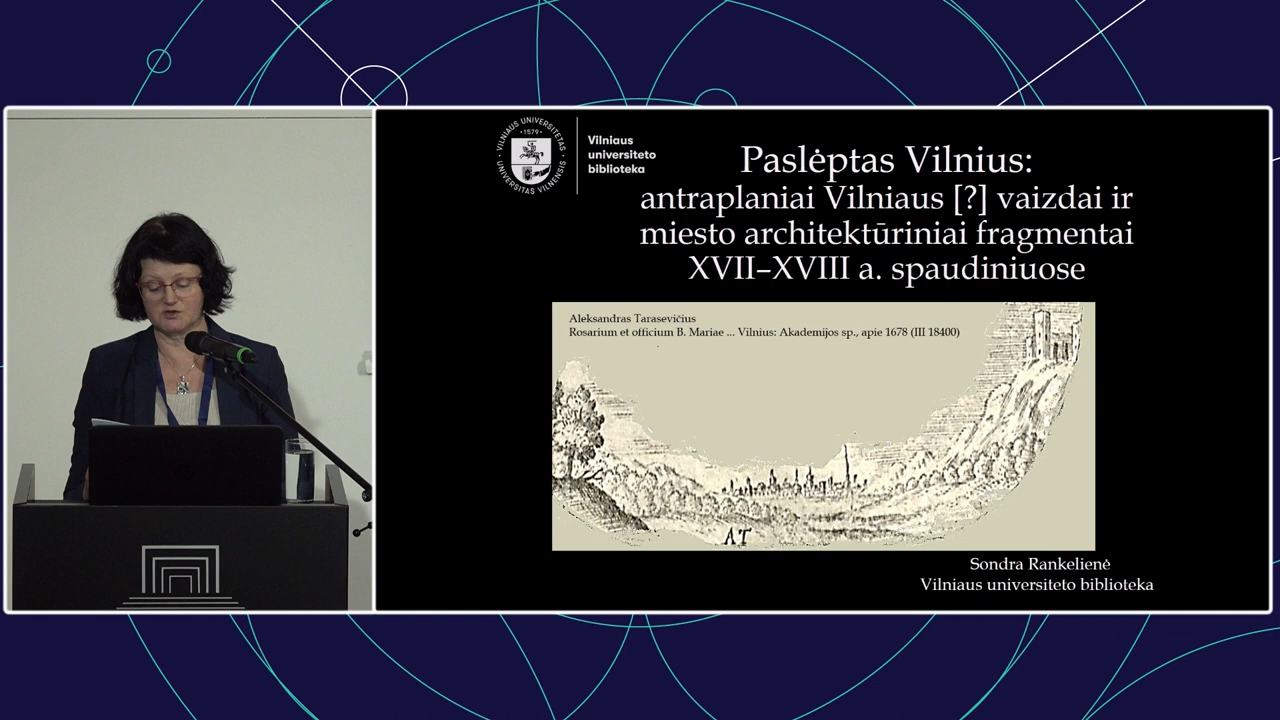 VILNIAUS UNIVERSITETAS
· 1579 ·
UNIVERSITAS VILNENSIS
Vilniaus
universiteto
biblioteka
Paslėptas Vilnius:
antraplaniai Vilniaus [?] vaizdai ir
miesto architektūriniai fragmentai
XVII–XVIII a. spaudiniuose
Aleksandras Tarasevičius
Rosarium et officium B. Mariae ... Vilnius: Akademijos sp., apie 1678 (III 18400)
AT
Sondra Rankelienė
Vilniaus universiteto biblioteka